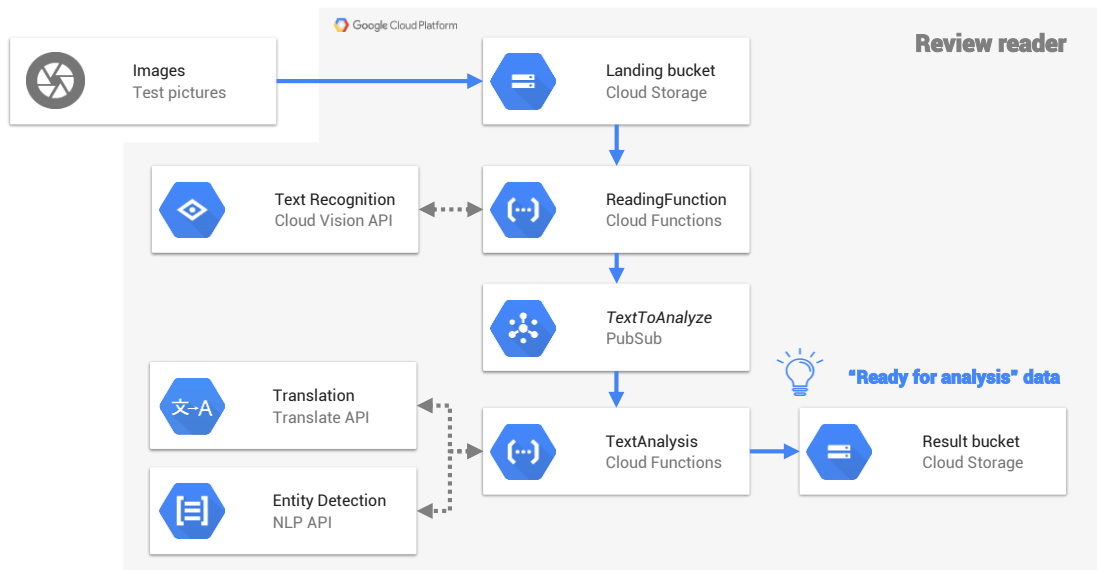 Google Cloud Platform
Review reader
Images
Test pictures
Landing bucket
Cloud Storage
Text Recognition
Cloud Vision API
ReadingFunction
Cloud Functions
TextToAnalyze
PubSub
“Ready for analysis” data
文→A
Translation
Translate API
TextAnalysis
Cloud Functions
Result bucket
Cloud Storage
Entity Detection
NLP API